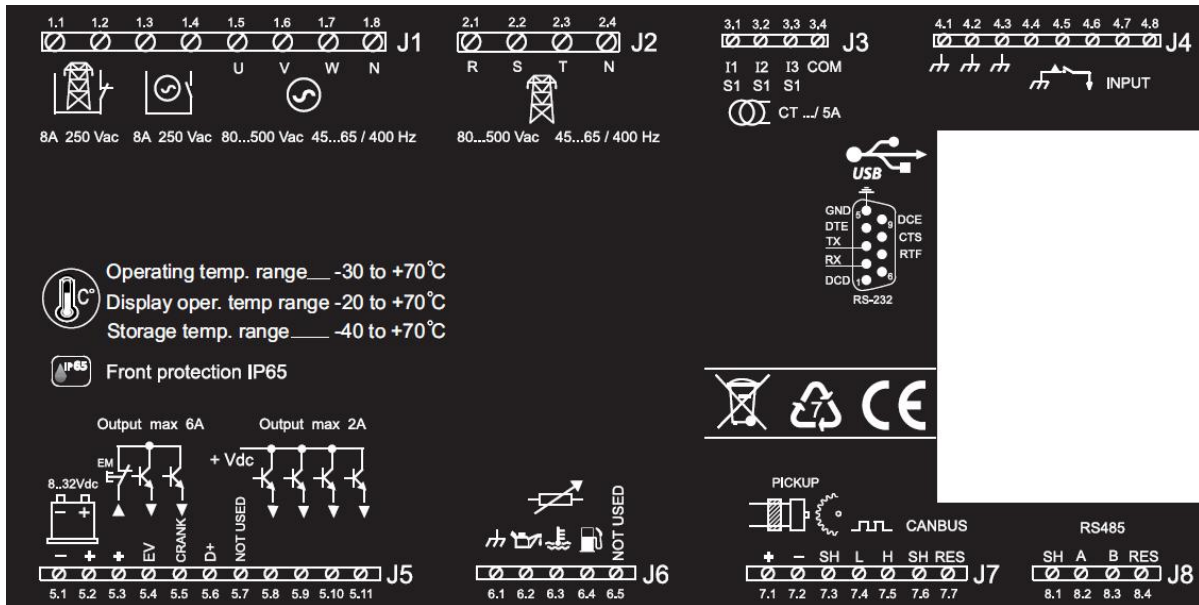 1.1 1.2 1.3 1.4 1.5 1.6 1.7 1.8
J1
U V W N
8A 250 Vac 8A 250 Vac 80...500 Vac 45...65 / 400 Hz
2.1 2.2 2.3 2.4
J2
R S T N
80...500 Vac 45...65 / 400 Hz
3.1 3.2 3.3 3.4
J3
I1 I2 I3 COM
S1 S1 S1
CT .../ 5A
4.1 4.2 4.3 4.4 4.5 4.6 4.7 4.8
J4
INPUT
USB
GND 5
DTE
TX
RX
DCD 1
9 DCE
CTS
RTF
6
RS-232
C°
Operating temp. range___ -30 to +70°C
Display oper. temp range -20 to +70°C
Storage temp. range____ -40 to +70°C
IP65
Front protection IP65
7
CE
Output max 6A
Output max 2A
EM
+ Vdc
8..32Vdc
- +
- + + EV CRANK D+ NOT USED
J5
5.1 5.2 5.3 5.4 5.5 5.6 5.7 5.8 5.9 5.10 5.11
NOT USED
J6
6.1 6.2 6.3 6.4 6.5
PICKUP
CANBUS
+ - SH L H SH RES
J7
7.1 7.2 7.3 7.4 7.5 7.6 7.7
RS485
SH A B RES
J8
8.1 8.2 8.3 8.4